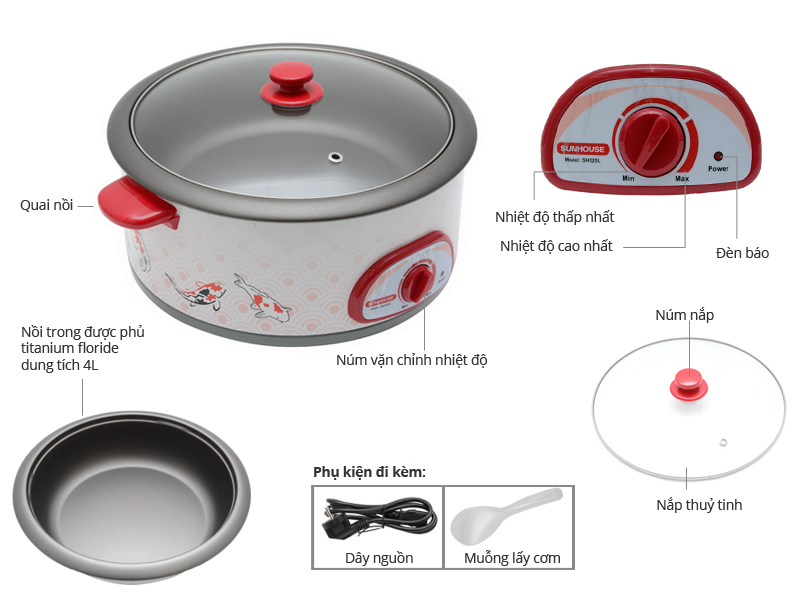 SUNHOUSE
Model: SH525L
Min
Max
Power
Nhiệt độ thấp nhất
Nhiệt độ cao nhất
Đèn báo
Quai nồi
Núm vặn chỉnh nhiệt độ
Nồi trong được phủ
titanium floride
dung tích 4L
Núm nắp
Nắp thuỷ tinh
Phụ kiện đi kèm:
Dây nguồn
Muỗng lấy cơm